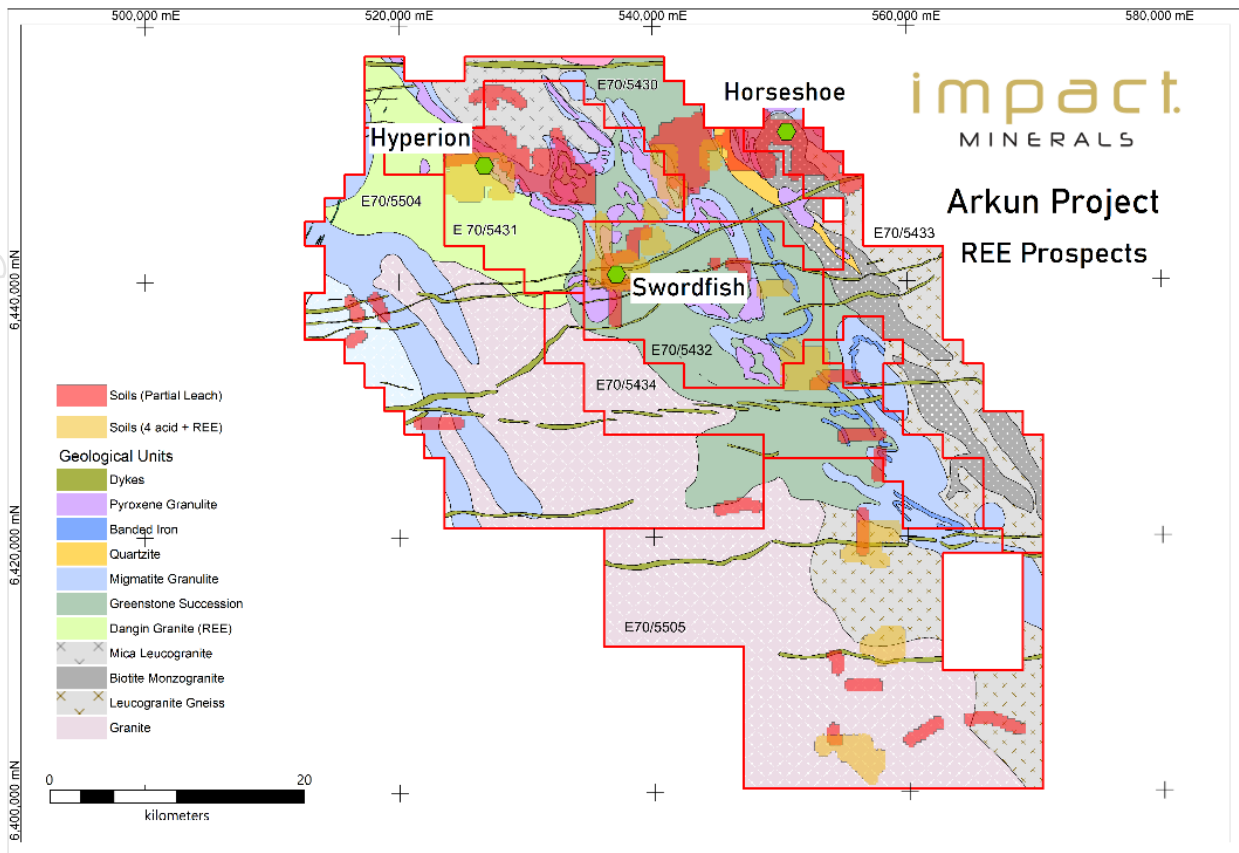 500,000 mE
520,000 mE
540,000 mE
560,000 mE
580,000 mE
impact.
MINERALS
Arkun Project
REE Prospects
Horseshoe
Hyperion
Swordfish
E70/5430
E70/5504
E 70/5431
E70/5433
E70/5432
E70/5434
E70/5505
6,440,000 mN
6,420,000 mN
6,400,000 mN
Soils (Partial Leach)
Soils (4 acid + REE)
Geological Units
Dykes
Pyroxene Granulite
Banded Iron
Quartzite
Migmatite Granulite
Greenstone Succession
Dangin Granite (REE)
Mica Leucogranite
Biotite Monzogranite
Leucogranite Gneiss
Granite
0
20
kilometers